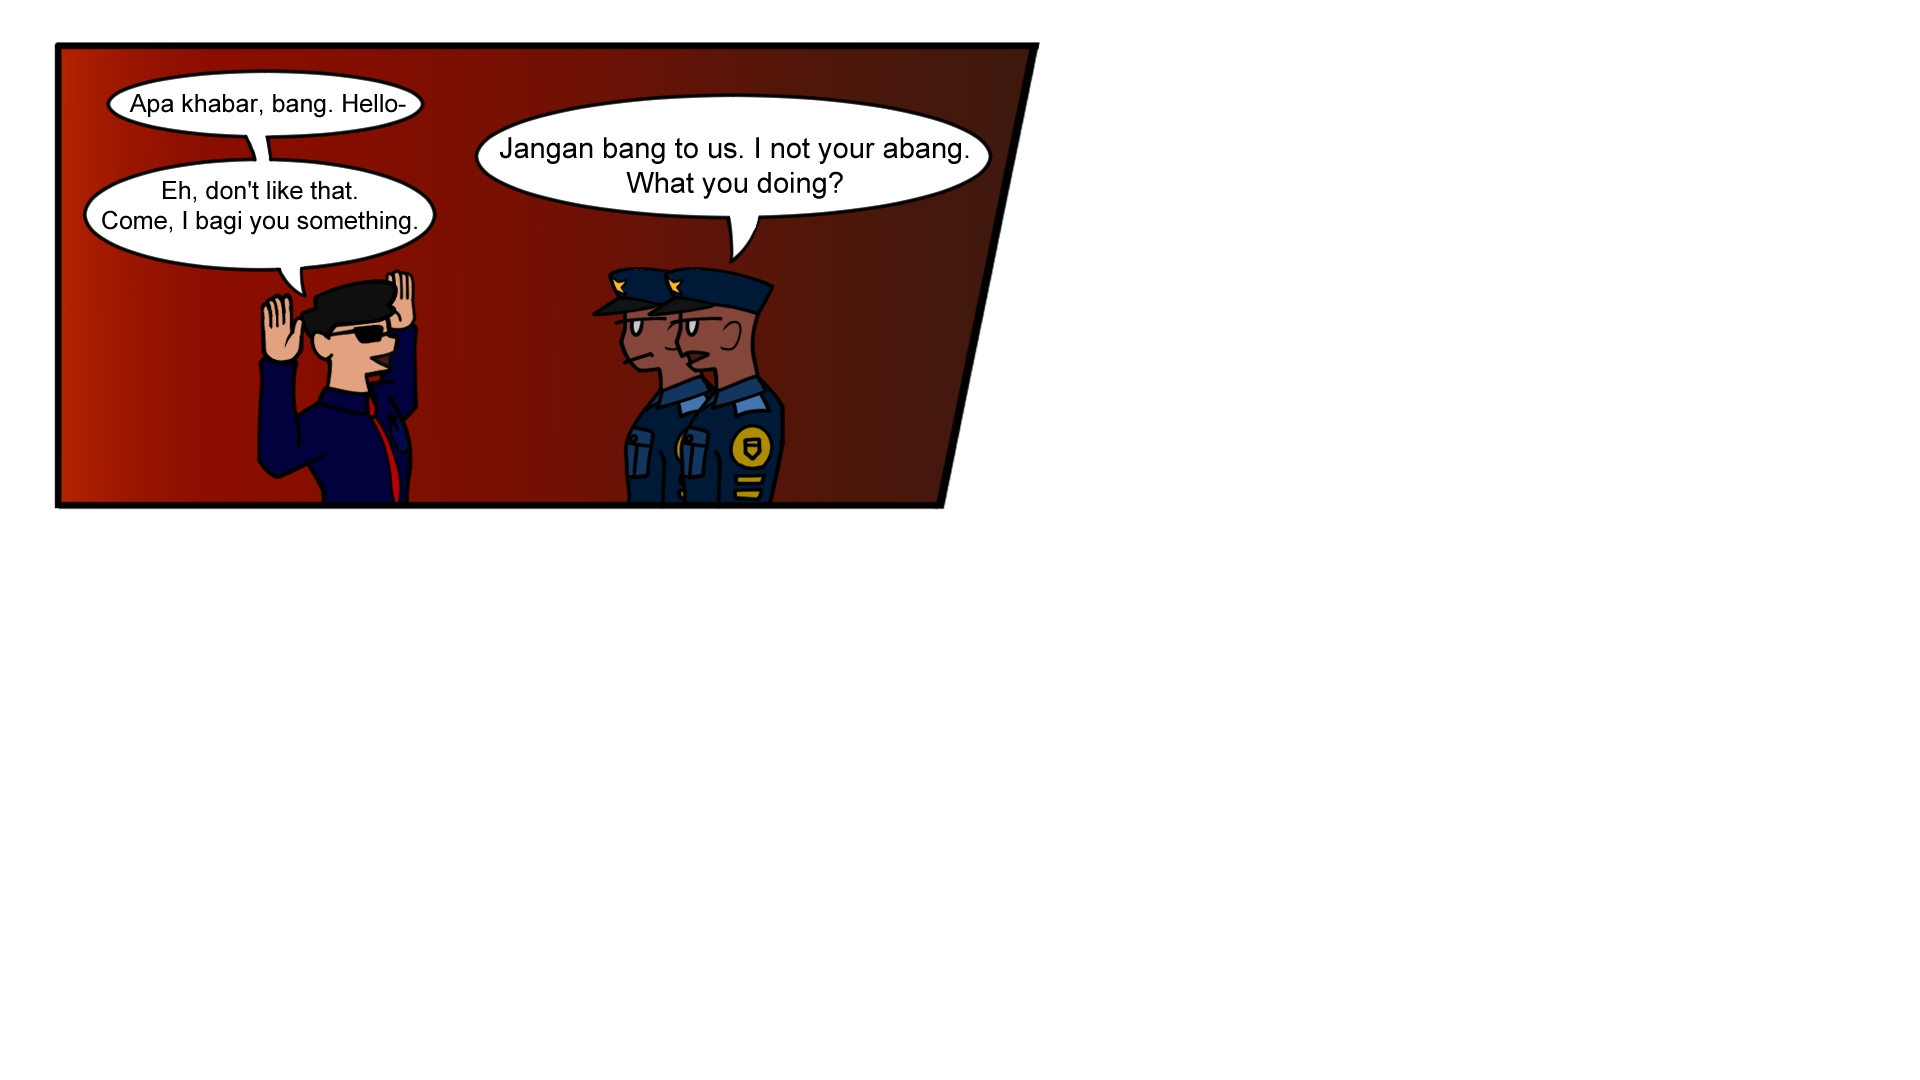 Apa khabar, bang. Hello-
Jangan bang to us. I not your abang.
What you doing?
Eh, don't like that.
Come, I bagi you something.